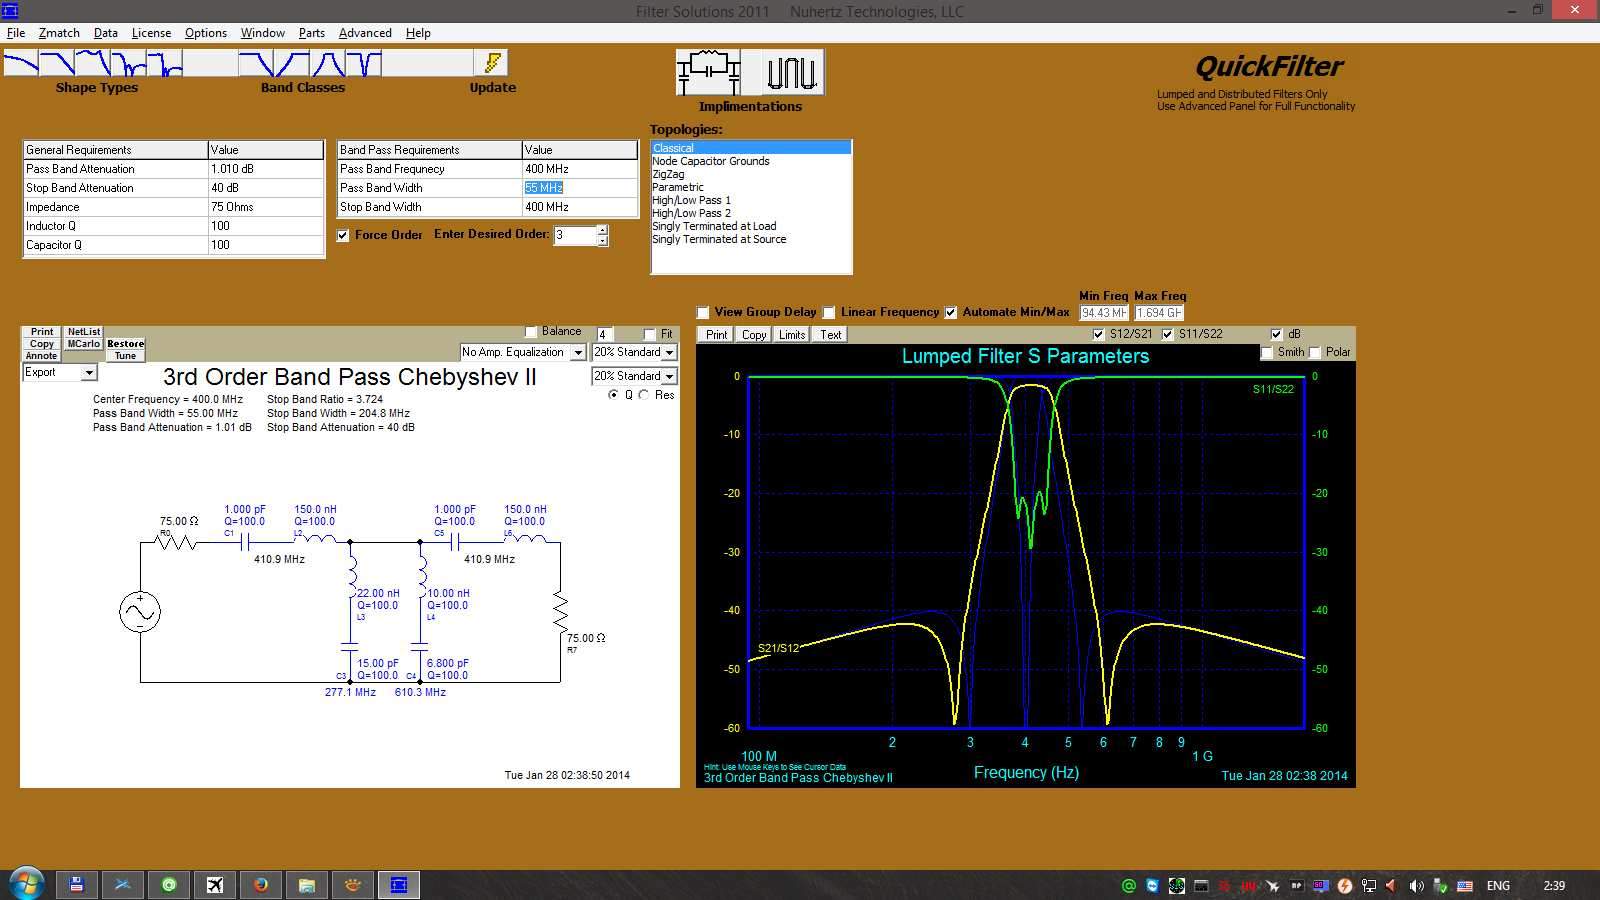 Filter Solutions 2011 Nuhertz Technologies, LLC
File Zmatch Data License Options Window Parts Advanced Help
Shape Types
Band Classes
Update
Implimentations
QuickFilter
Lumped and Distributed Filters Only
Use Advanced Panel for Full Functionality
General Requirements Value
Pass Band Attenuation 1.010 dB
Stop Band Attenuation 40 dB
Impedance 75 Ohms
Inductor Q 100
Capacitor Q 100
Band Pass Requirements Value
Pass Band Frequnecy 400 MHz
Pass Band Width 55 MHz
Stop Band Width 400 MHz
Force Order Enter Desired Order: 3
Topologies:
Classical
Node Capacitor Grounds
ZigZag
Parametric
High/Low Pass 1
High/Low Pass 2
Singly Terminated at Load
Singly Terminated at Source
View Group Delay Linear Frequency Automate Min/Max
Min Freq Max Freq
94.43 MH 1.694 GH
Print NetList
Copy MCarlo Restore
Annote Tune
Export
Balance 4 Fit
No Amp. Equalization 20% Standard
20% Standard
Q Res
3rd Order Band Pass Chebyshev II
Center Frequency = 400.0 MHz Stop Band Ratio = 3.724
Pass Band Width = 55.00 MHz Stop Band Width = 204.8 MHz
Pass Band Attenuation = 1.01 dB Stop Band Attenuation = 40 dB
1.000 pF 150.0 nH 1.000 pF 150.0 nH
75.00 Ω Q=100.0 Q=100.0 Q=100.0 Q=100.0
R0 C1 L2 C5 L6
410.9 MHz 410.9 MHz
22.00 nH 10.00 nH
Q=100.0 Q=100.0
L3 L4
+
−
75.00 Ω
R7
15.00 pF 6.800 pF
C3 Q=100.0 C4 Q=100.0
277.1 MHz 610.3 MHz
Tue Jan 28 02:38:50 2014
Print Copy Limits Text
S12/S21 S11/S22 dB
Smith Polar
Lumped Filter S Parameters
0 0
S11/S22
-10 -10
-20 -20
-30 -30
-40 -40
S21/S12
-50 -50
-60 -60
2 3 4 5 6 7 8 9
100 M 1 G
Hint: Use Mouse Keys to See Cursor Data
Frequency (Hz)
3rd Order Band Pass Chebyshev II
Tue Jan 28 02:38 2014
ENG 2:39